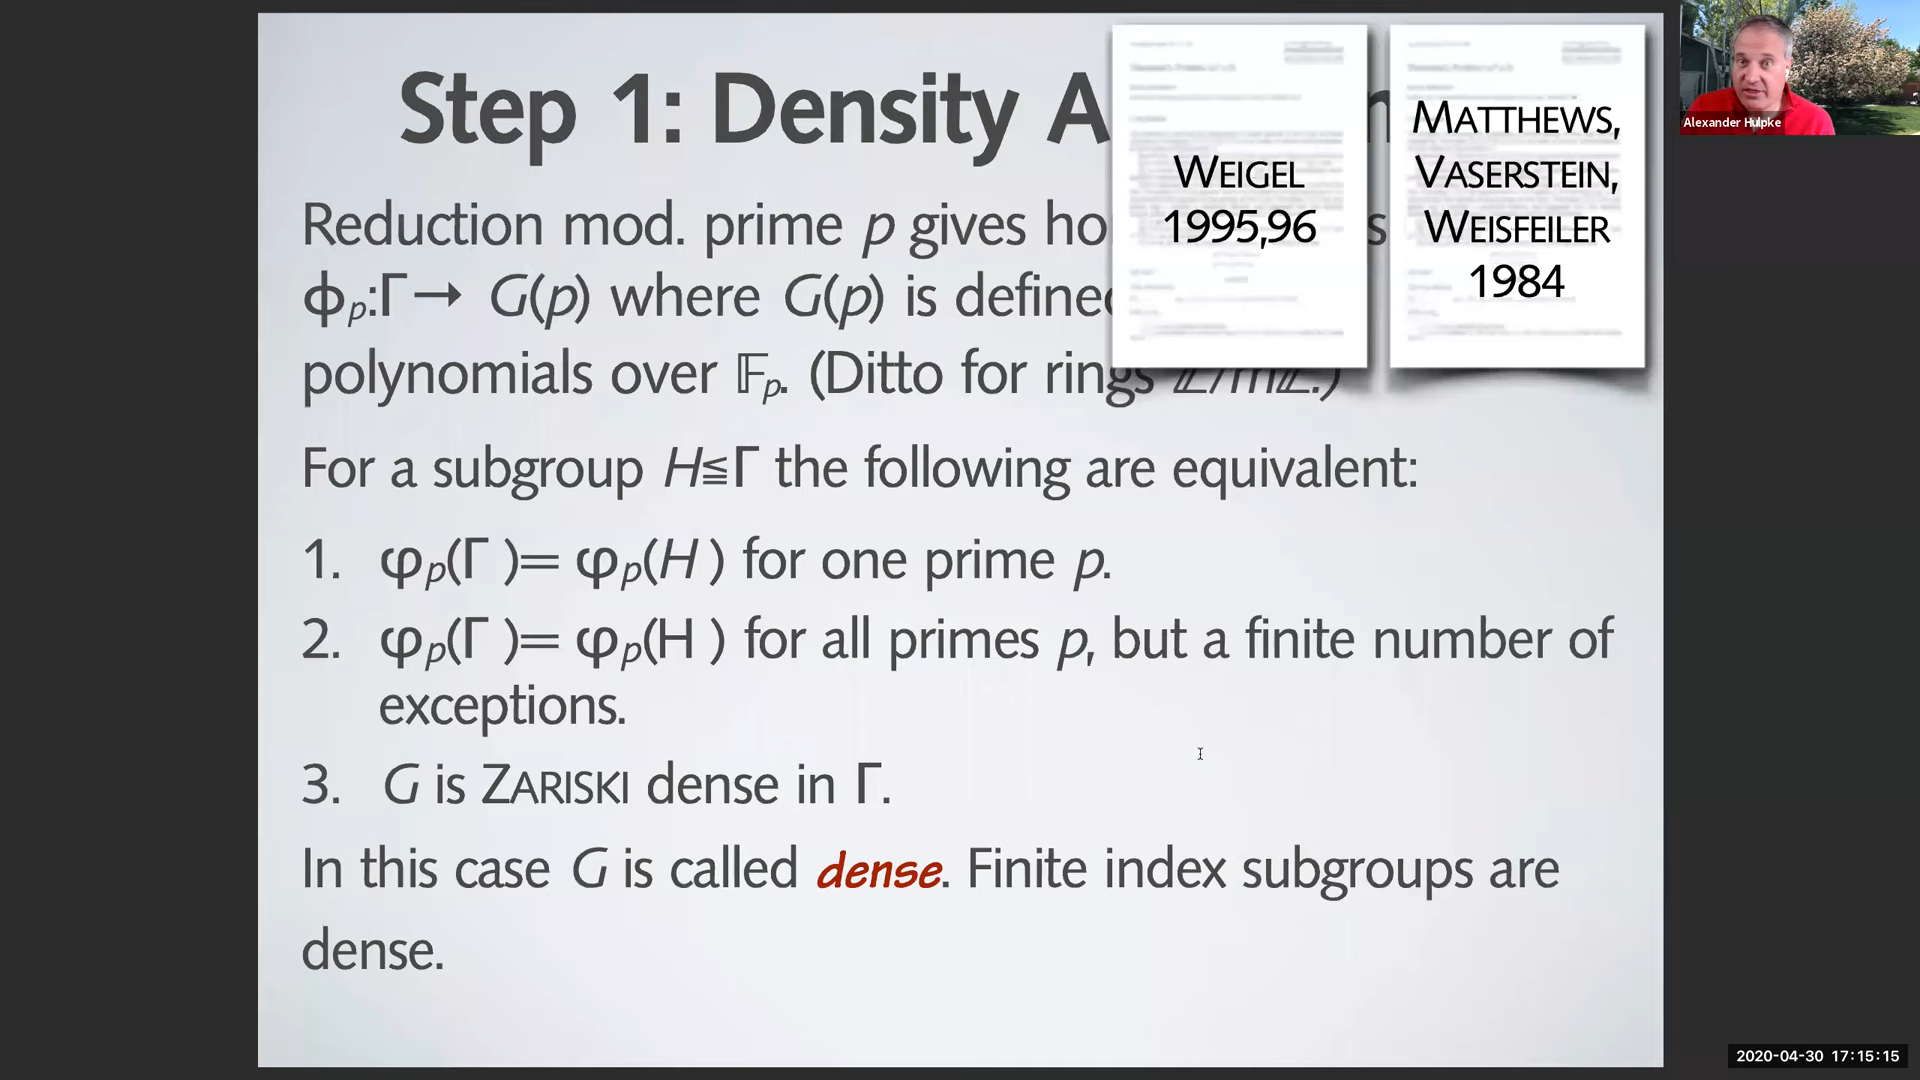 Step 1: Density A
Reduction mod. prime p gives ho s
ϕₚ:Γ→ G(p) where G(p) is defined
polynomials over 𝔽ₚ. (Ditto for rings ℤ/mℤ.)
For a subgroup H≦Γ the following are equivalent:
1. φₚ(Γ )= φₚ(H ) for one prime p.
2. φₚ(Γ )= φₚ(H ) for all primes p, but a finite number of
exceptions.
3. G is ZARISKI dense in Γ.
In this case G is called dense. Finite index subgroups are
dense.
WEIGEL
1995,96
MATTHEWS,
VASERSTEIN,
WEISFEILER
1984
Alexander Hulpke
2020-04-30 17:15:15